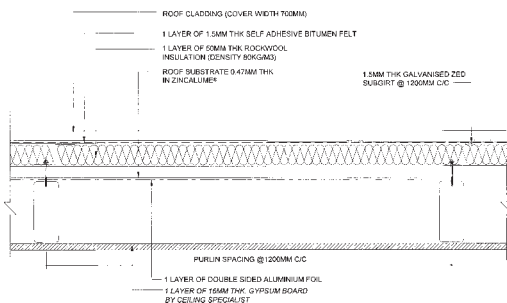 ROOF CLADDING (COVER WIDTH 700MM)
1 LAYER OF 1.5MM THK SELF ADHESIVE BITUMEN FELT
1 LAYER OF 50MM THK ROCKWOOL
INSULATION (DENSITY 80KG/M3)
ROOF SUBSTRATE 0.47MM THK
IN ZINCALUME®
1.5MM THK GALVANISED ZED
SUBGIRT @ 1200MM C/C
PURLIN SPACING @1200MM C/C
1 LAYER OF DOUBLE SIDED ALUMINIUM FOIL
1 LAYER OF 15MM THK. GYPSUM BOARD
BY CEILING SPECIALIST